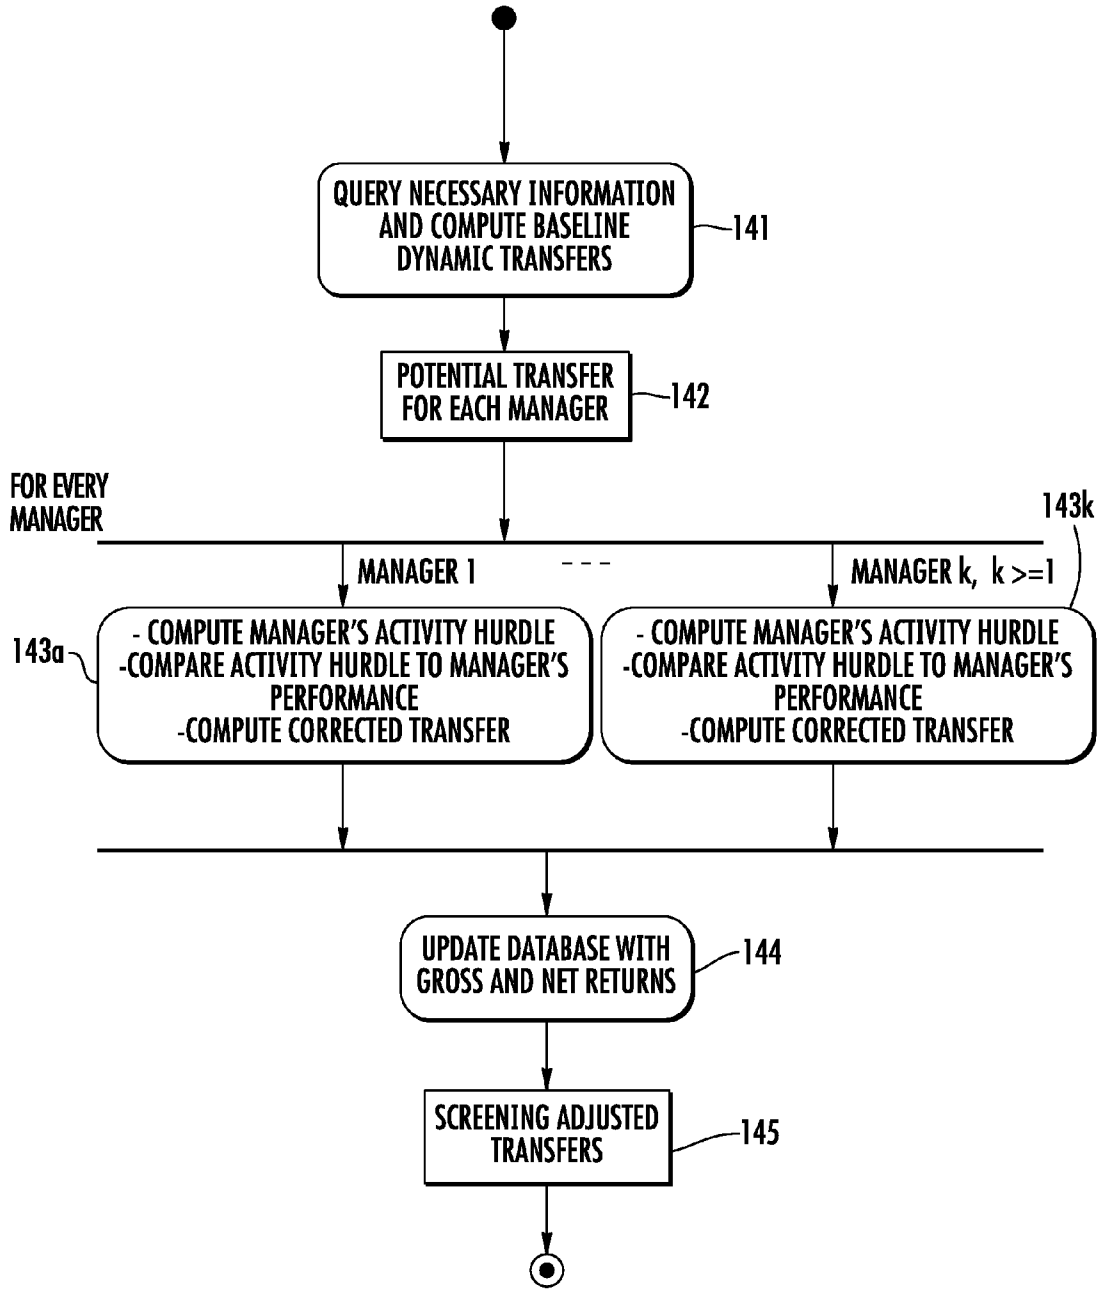 QUERY NECESSARY INFORMATION
AND COMPUTE BASELINE
DYNAMIC TRANSFERS
141
POTENTIAL TRANSFER
FOR EACH MANAGER
142
FOR EVERY
MANAGER
143k
MANAGER 1
---
MANAGER k, k >=1
143a
- COMPUTE MANAGER'S ACTIVITY HURDLE
-COMPARE ACTIVITY HURDLE TO MANAGER'S
PERFORMANCE
-COMPUTE CORRECTED TRANSFER
- COMPUTE MANAGER'S ACTIVITY HURDLE
-COMPARE ACTIVITY HURDLE TO MANAGER'S
PERFORMANCE
-COMPUTE CORRECTED TRANSFER
UPDATE DATABASE WITH
GROSS AND NET RETURNS
144
SCREENING ADJUSTED
TRANSFERS
145